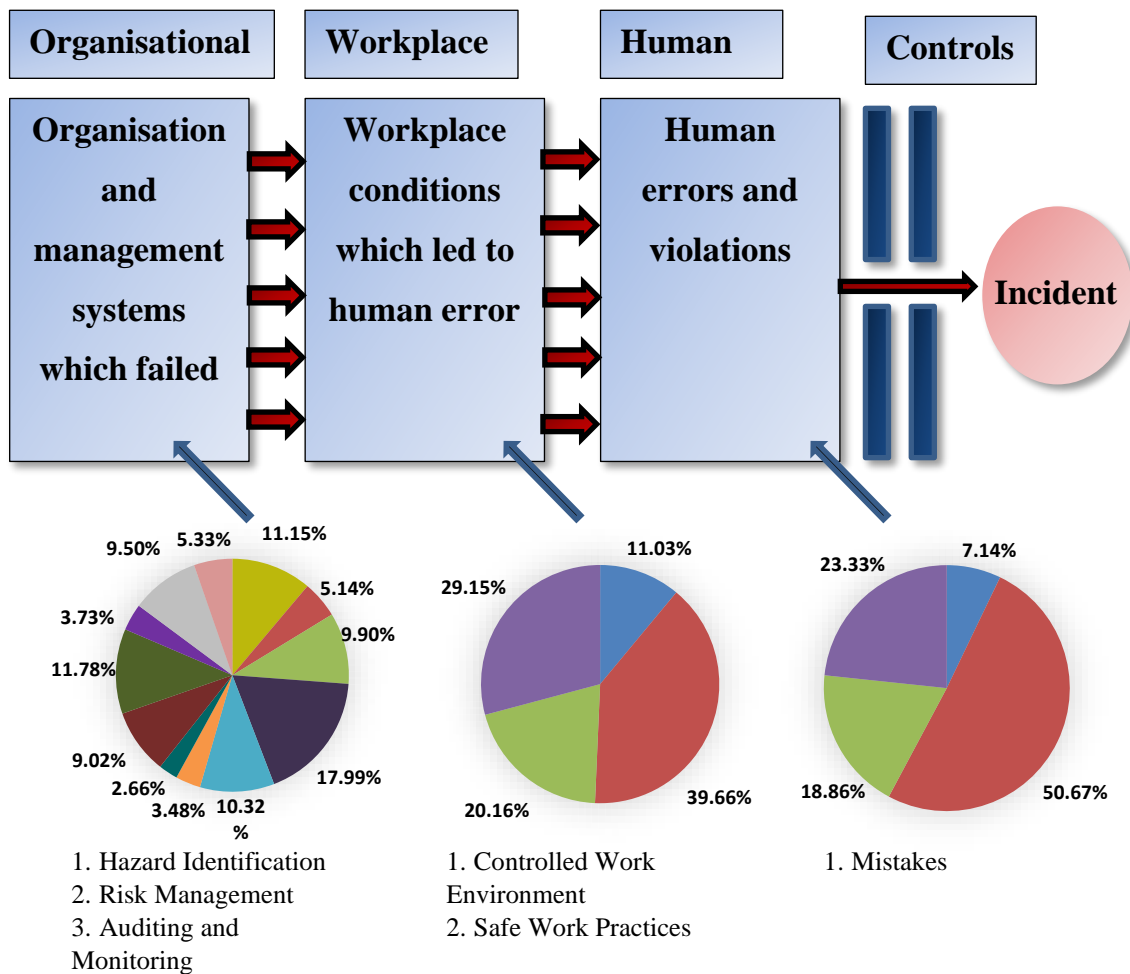 Organisational
Workplace
Human
Controls
Organisation
and
management
systems
which failed
Workplace
conditions
which led to
human error
Human
errors and
violations
Incident
11.15%
5.14%
9.90%
17.99%
10.32
%
3.48%
2.66%
9.02%
11.78%
3.73%
9.50%
5.33%
11.03%
39.66%
20.16%
29.15%
7.14%
50.67%
18.86%
23.33%
1. Hazard Identification
2. Risk Management
3. Auditing and
Monitoring
1. Controlled Work
Environment
2. Safe Work Practices
1. Mistakes